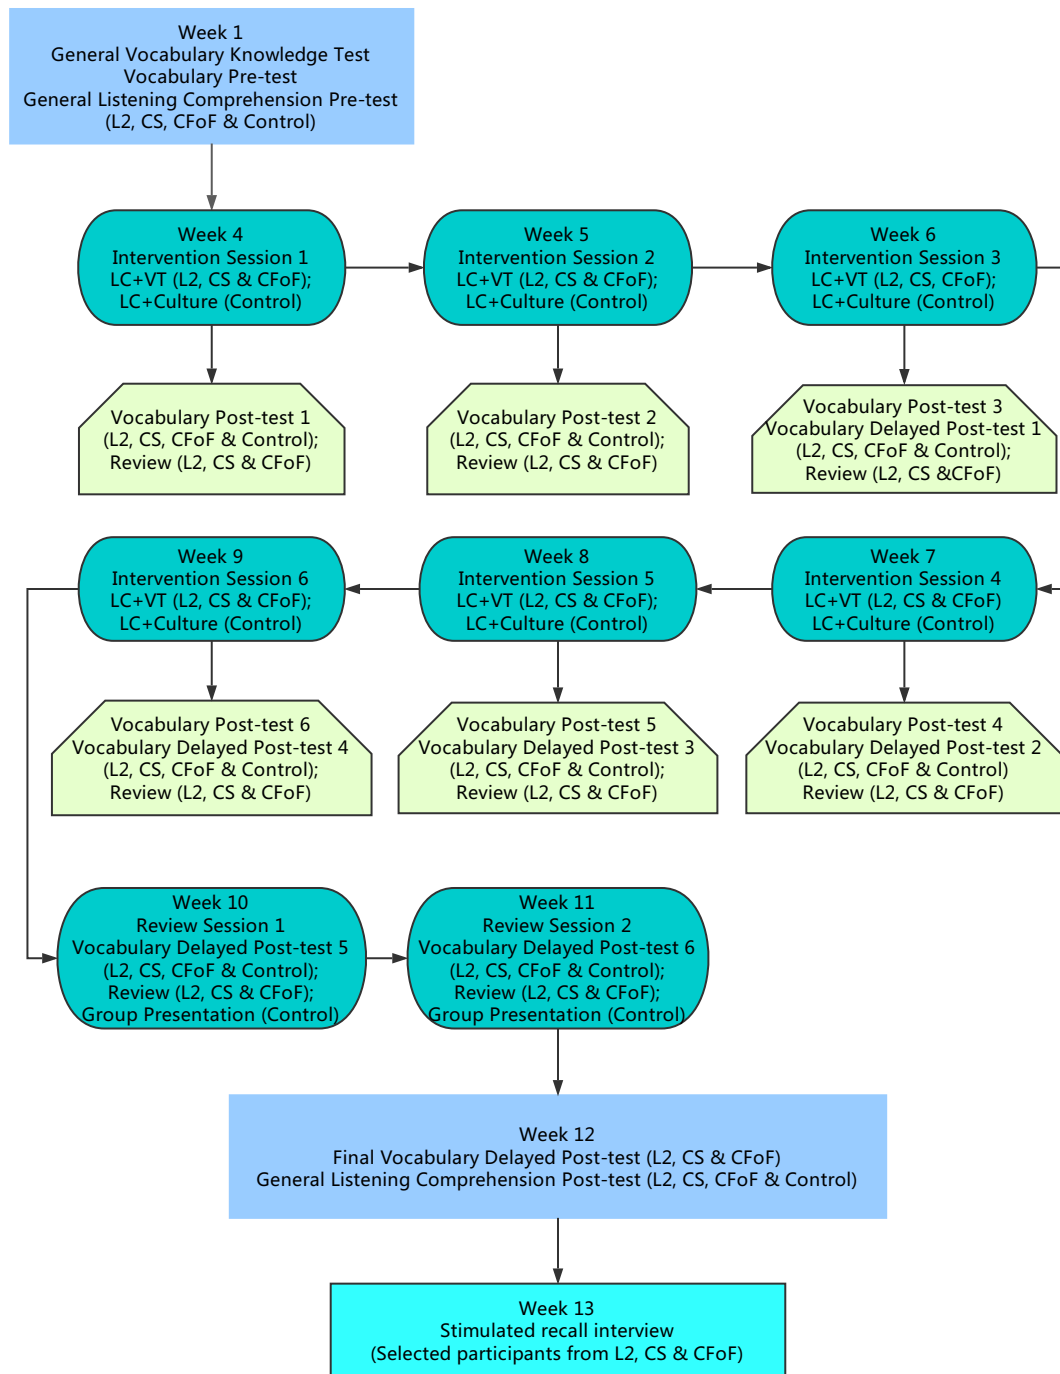 Week 1
General Vocabulary Knowledge Test
Vocabulary Pre-test
General Listening Comprehension Pre-test
(L2, CS, CFoF & Control)
Week 4
Intervention Session 1
LC+VT (L2, CS & CFoF);
LC+Culture (Control)
Week 5
Intervention Session 2
LC+VT (L2, CS & CFoF);
LC+Culture (Control)
Week 6
Intervention Session 3
LC+VT (L2, CS, CFoF);
LC+Culture (Control)
Vocabulary Post-test 1
(L2, CS, CFoF & Control);
Review (L2, CS & CFoF)
Vocabulary Post-test 2
(L2, CS, CFoF & Control);
Review (L2, CS & CFoF)
Vocabulary Post-test 3
Vocabulary Delayed Post-test 1
(L2, CS, CFoF & Control);
Review (L2, CS &CFoF)
Week 9
Intervention Session 6
LC+VT (L2, CS & CFoF);
LC+Culture (Control)
Week 8
Intervention Session 5
LC+VT (L2, CS & CFoF);
LC+Culture (Control)
Week 7
Intervention Session 4
LC+VT (L2, CS & CFoF)
LC+Culture (Control)
Vocabulary Post-test 6
Vocabulary Delayed Post-test 4
(L2, CS, CFoF & Control);
Review (L2, CS & CFoF)
Vocabulary Post-test 5
Vocabulary Delayed Post-test 3
(L2, CS, CFoF & Control);
Review (L2, CS & CFoF)
Vocabulary Post-test 4
Vocabulary Delayed Post-test 2
(L2, CS, CFoF & Control)
Review (L2, CS & CFoF)
Week 10
Review Session 1
Vocabulary Delayed Post-test 5
(L2, CS, CFoF & Control);
Review (L2, CS & CFoF);
Group Presentation (Control)
Week 11
Review Session 2
Vocabulary Delayed Post-test 6
(L2, CS, CFoF & Control);
Review (L2, CS & CFoF);
Group Presentation (Control)
Week 12
Final Vocabulary Delayed Post-test (L2, CS & CFoF)
General Listening Comprehension Post-test (L2, CS, CFoF & Control)
Week 13
Stimulated recall interview
(Selected participants from L2, CS & CFoF)